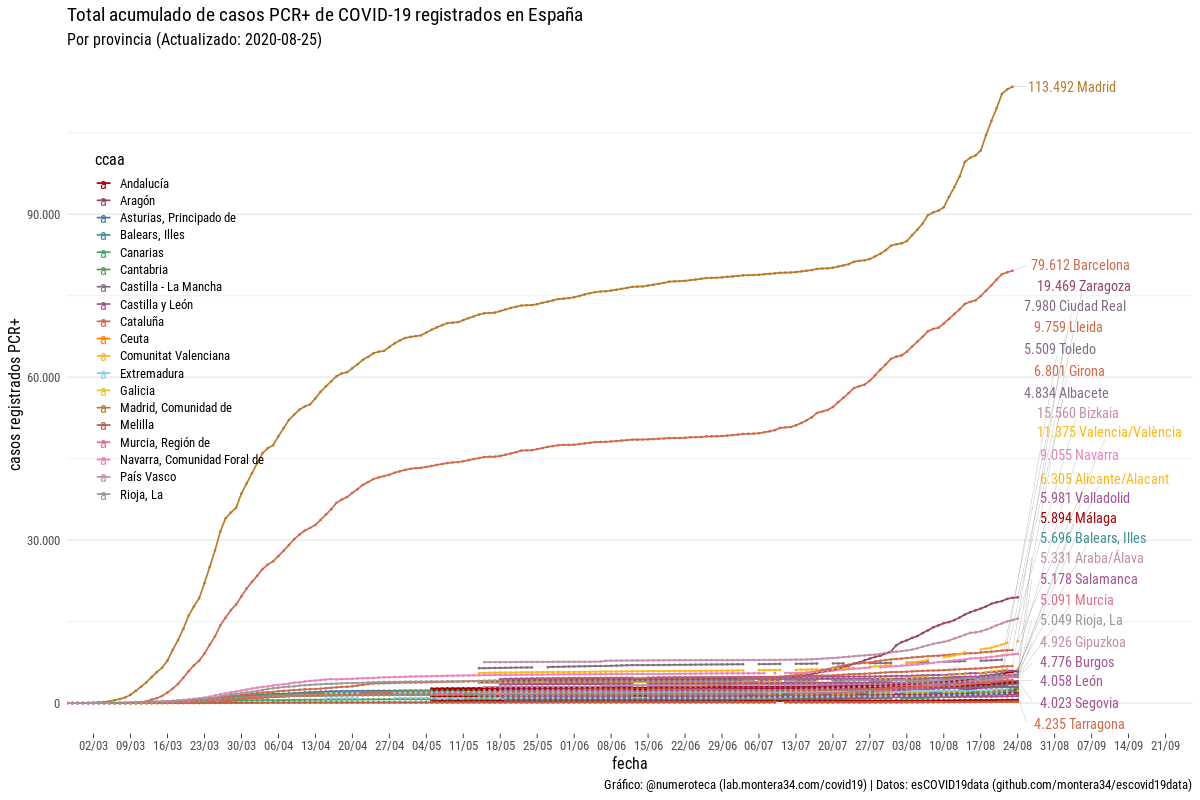 Total acumulado de casos PCR+ de COVID-19 registrados en España
Por provincia (Actualizado: 2020-08-25)
casos registrados PCR+
90.000
60.000
30.000
0
ccaa
Andalucía
Aragón
Asturias, Principado de
Balears, Illes
Canarias
Cantabria
Castilla - La Mancha
Castilla y León
Cataluña
Ceuta
Comunitat Valenciana
Extremadura
Galicia
Madrid, Comunidad de
Melilla
Murcia, Región de
Navarra, Comunidad Foral de
País Vasco
Rioja, La
113.492 Madrid
79.612 Barcelona
19.469 Zaragoza
7.980 Ciudad Real
9.759 Lleida
5.509 Toledo
6.801 Girona
4.834 Albacete
15.560 Bizkaia
11.375 Valencia/València
9.055 Navarra
6.305 Alicante/Alacant
5.981 Valladolid
5.894 Málaga
5.696 Balears, Illes
5.331 Araba/Álava
5.178 Salamanca
5.091 Murcia
5.049 Rioja, La
4.926 Gipuzkoa
4.776 Burgos
4.058 León
4.023 Segovia
4.235 Tarragona
02/03 09/03 16/03 23/03 30/03 06/04 13/04 20/04 27/04 04/05 11/05 18/05 25/05 01/06 08/06 15/06 22/06 29/06 06/07 13/07 20/07 27/07 03/08 10/08 17/08 24/08 31/08 07/09 14/09 21/09
fecha
Gráfico: @numeroteca (lab.montera34.com/covid19) | Datos: esCOVID19data (github.com/montera34/escovid19data)